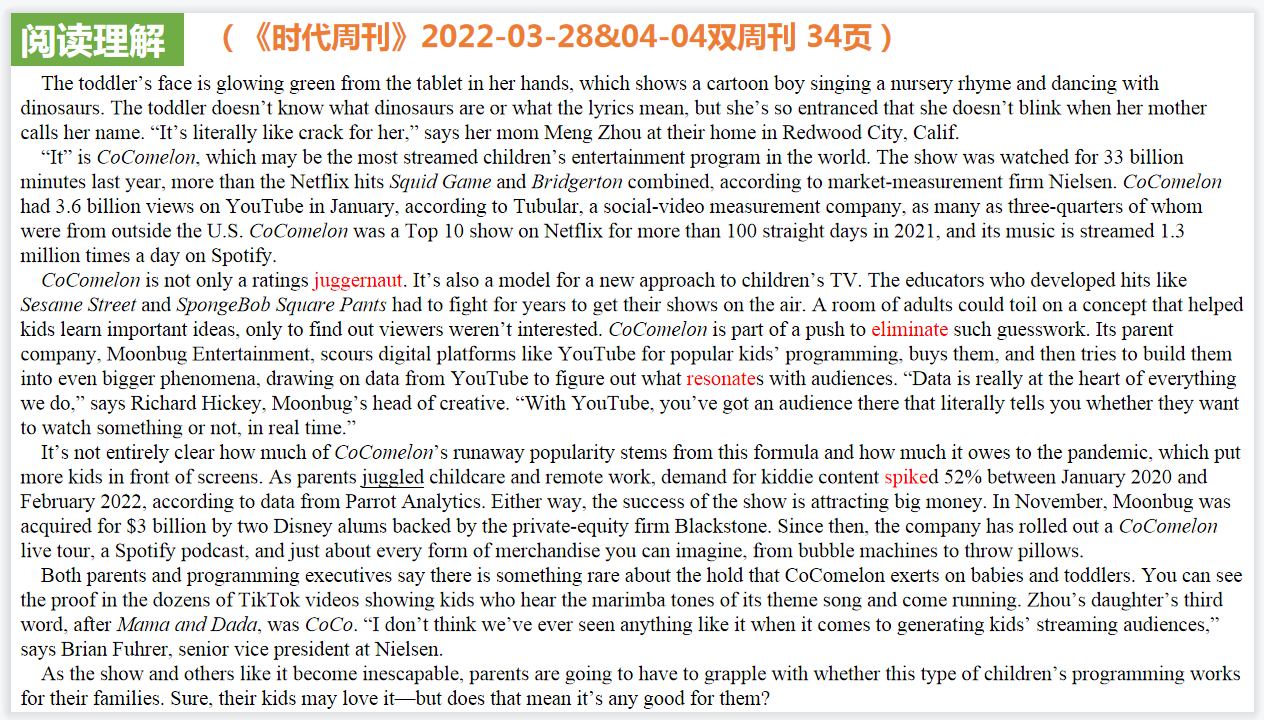 阅读理解
（《时代周刊》2022-03-28&04-04双周刊 34页）
The toddler’s face is glowing green from the tablet in her hands, which shows a cartoon boy singing a nursery rhyme and dancing with
dinosaurs. The toddler doesn’t know what dinosaurs are or what the lyrics mean, but she’s so entranced that she doesn’t blink when her mother
calls her name. “It’s literally like crack for her,” says her mom Meng Zhou at their home in Redwood City, Calif.
“It” is CoComelon, which may be the most streamed children’s entertainment program in the world. The show was watched for 33 billion
minutes last year, more than the Netflix hits Squid Game and Bridgerton combined, according to market-measurement firm Nielsen. CoComelon
had 3.6 billion views on YouTube in January, according to Tubular, a social-video measurement company, as many as three-quarters of whom
were from outside the U.S. CoComelon was a Top 10 show on Netflix for more than 100 straight days in 2021, and its music is streamed 1.3
million times a day on Spotify.
CoComelon is not only a ratings juggernaut. It’s also a model for a new approach to children’s TV. The educators who developed hits like
Sesame Street and SpongeBob Square Pants had to fight for years to get their shows on the air. A room of adults could toil on a concept that helped
kids learn important ideas, only to find out viewers weren’t interested. CoComelon is part of a push to eliminate such guesswork. Its parent
company, Moonbug Entertainment, scours digital platforms like YouTube for popular kids’ programming, buys them, and then tries to build them
into even bigger phenomena, drawing on data from YouTube to figure out what resonates with audiences. “Data is really at the heart of everything
we do,” says Richard Hickey, Moonbug’s head of creative. “With YouTube, you’ve got an audience there that literally tells you whether they want
to watch something or not, in real time.”
It’s not entirely clear how much of CoComelon’s runaway popularity stems from this formula and how much it owes to the pandemic, which put
more kids in front of screens. As parents juggled childcare and remote work, demand for kiddie content spiked 52% between January 2020 and
February 2022, according to data from Parrot Analytics. Either way, the success of the show is attracting big money. In November, Moonbug was
acquired for $3 billion by two Disney alums backed by the private-equity firm Blackstone. Since then, the company has rolled out a CoComelon
live tour, a Spotify podcast, and just about every form of merchandise you can imagine, from bubble machines to throw pillows.
Both parents and programming executives say there is something rare about the hold that CoComelon exerts on babies and toddlers. You can see
the proof in the dozens of TikTok videos showing kids who hear the marimba tones of its theme song and come running. Zhou’s daughter’s third
word, after Mama and Dada, was CoCo. “I don’t think we’ve ever seen anything like it when it comes to generating kids’ streaming audiences,”
says Brian Fuhrer, senior vice president at Nielsen.
As the show and others like it become inescapable, parents are going to have to grapple with whether this type of children’s programming works
for their families. Sure, their kids may love it—but does that mean it’s any good for them?